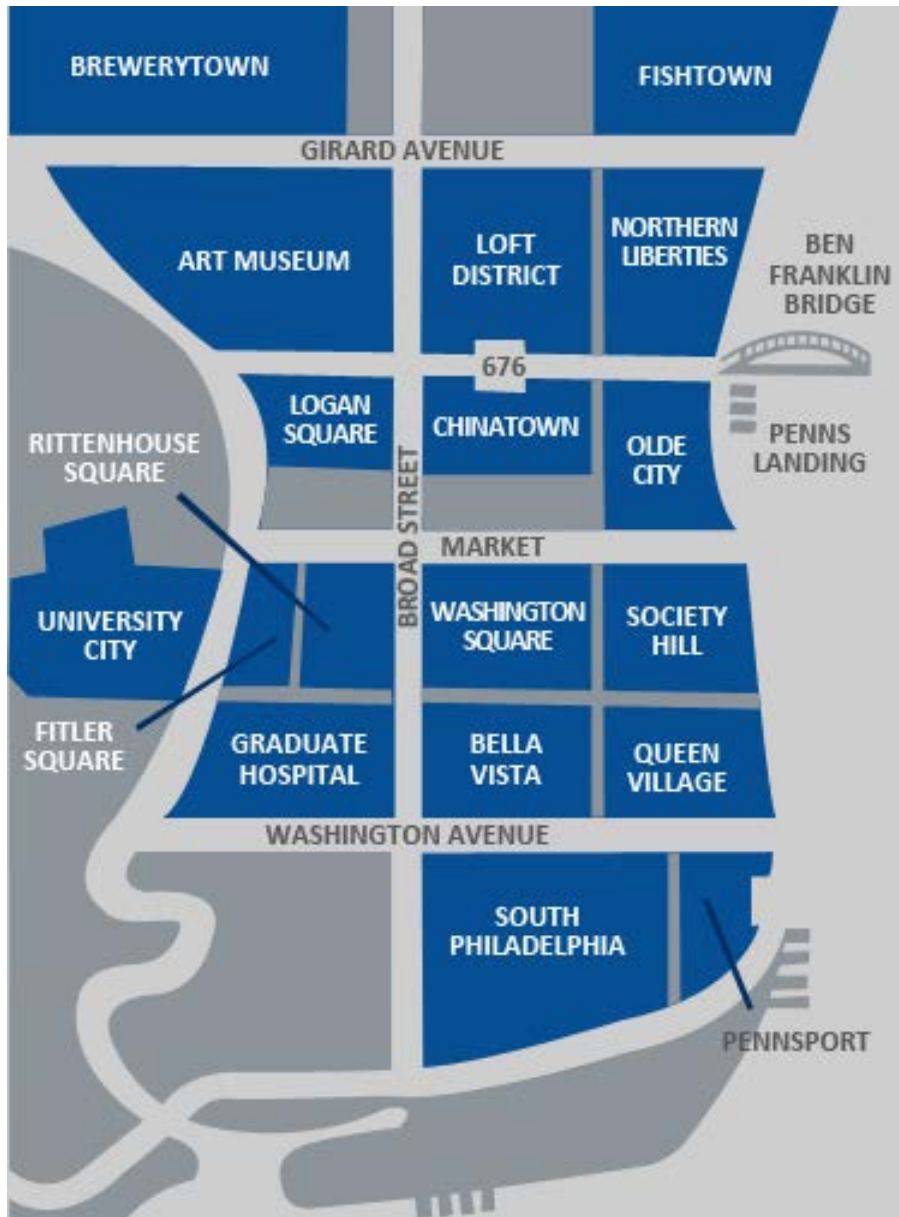 BREWERYTOWN
FISHTOWN
GIRARD AVENUE
ART MUSEUM
LOFT
DISTRICT
NORTHERN
LIBERTIES
BEN
FRANKLIN
BRIDGE
676
LOGAN
SQUARE
CHINATOWN
OLDE
CITY
PENNS
LANDING
RITTENHOUSE
SQUARE
BROAD STREET
MARKET
UNIVERSITY
CITY
WASHINGTON
SQUARE
SOCIETY
HILL
FITLER
SQUARE
GRADUATE
HOSPITAL
BELLA
VISTA
QUEEN
VILLAGE
WASHINGTON AVENUE
SOUTH
PHILADELPHIA
PENNSPORT